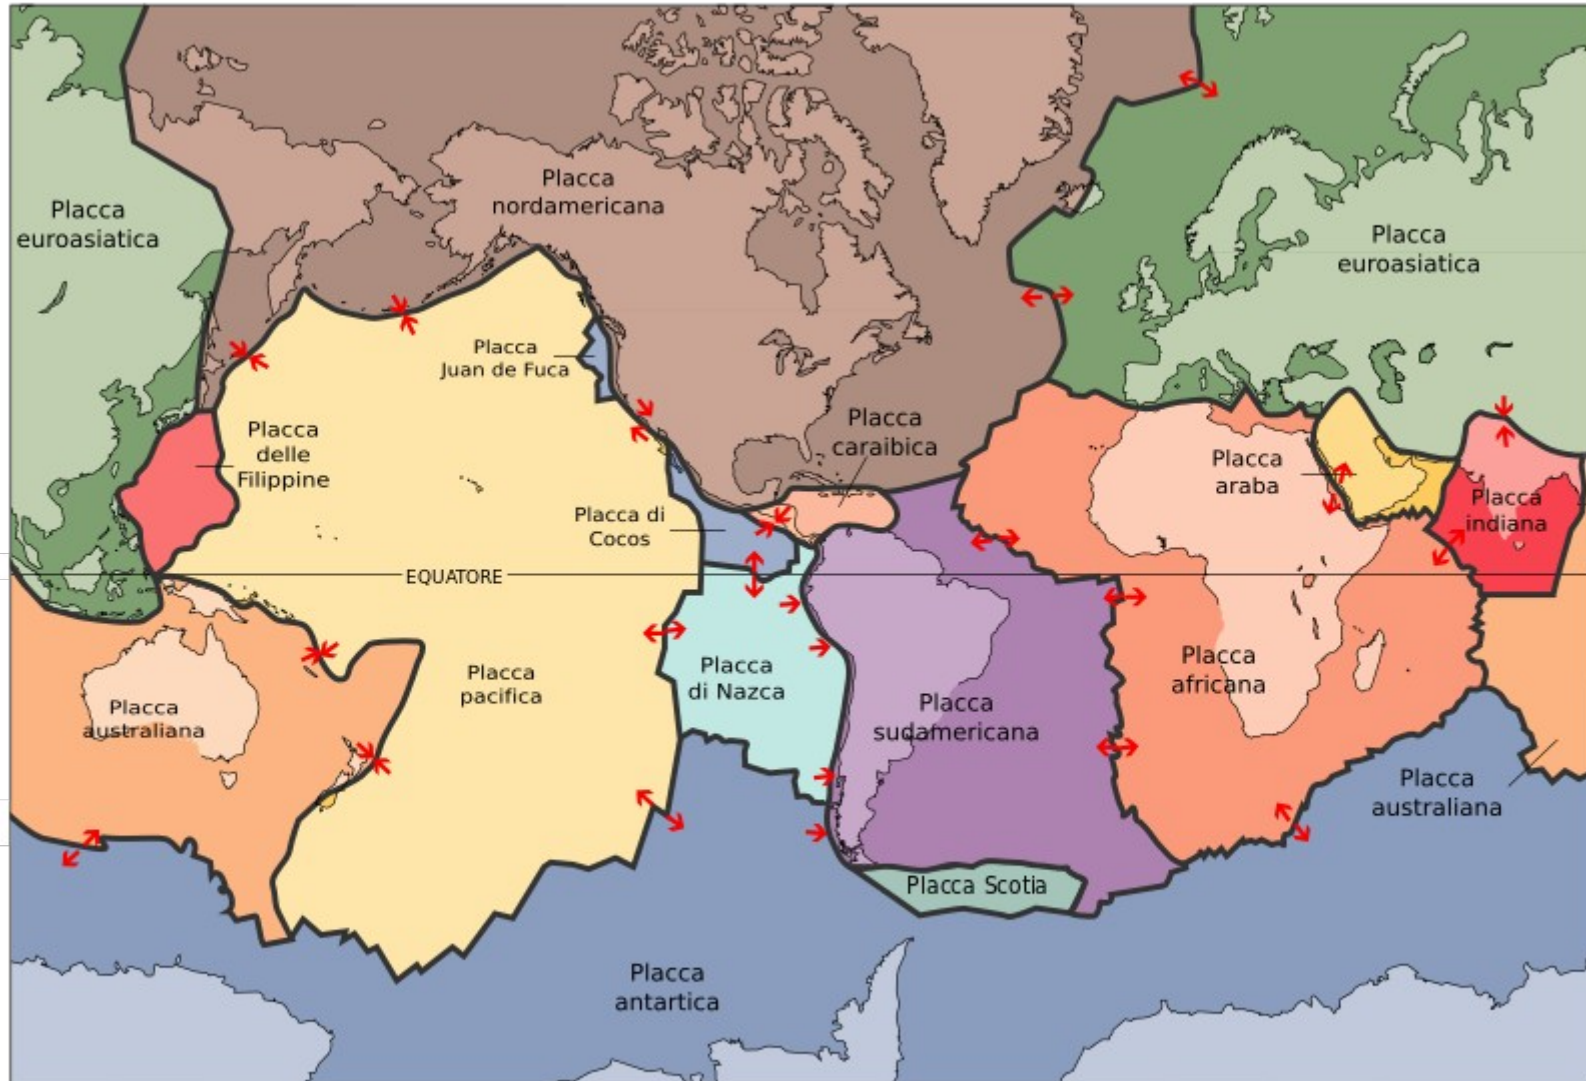 Placca
nordamericana
Placca
euroasiatica
Placca
euroasiatica
Placca
Juan de Fuca
Placca
caraibica
Placca
delle
Filippine
Placca
araba
Placca
indiana
Placca di
Cocos
EQUATORE
Placca
pacifica
Placca
di Nazca
Placca
africana
Placca
australiana
Placca
sudamericana
Placca
australiana
Placca Scotia
Placca
antartica